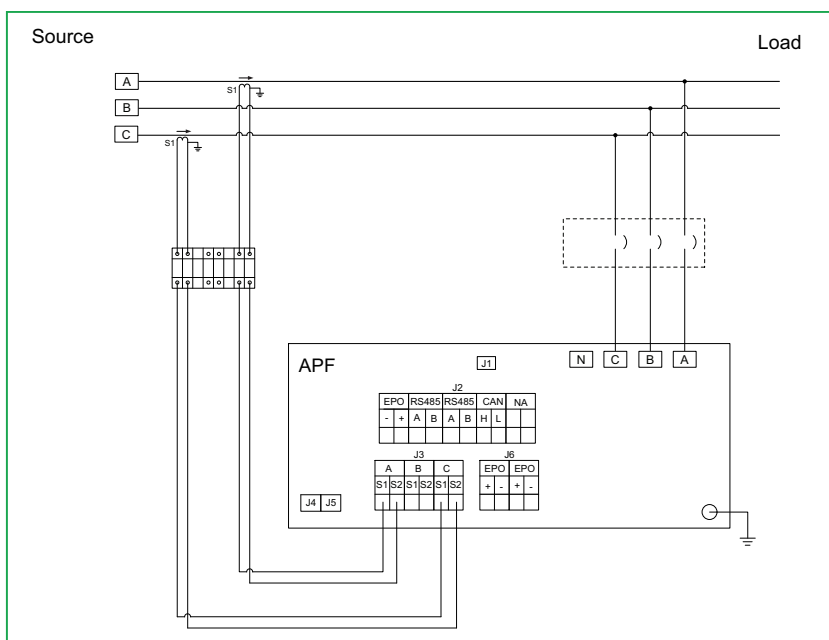 Source
Load
A
S1
B
C
S1
APF
J1
N C B A
J2
EPO RS485 RS485 CAN NA
- + A B A B H L
J3 J6
A B C EPO EPO
S1 S2 S1 S2 S1 S2 + - + -
J4 J5